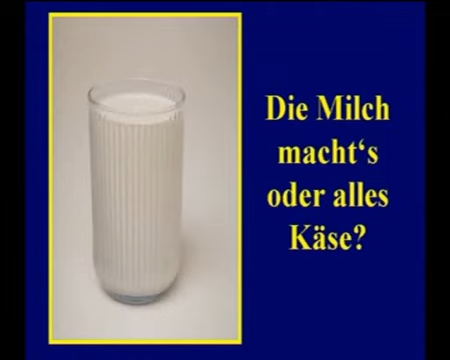 Die Milch
macht‘s
oder alles
Käse?